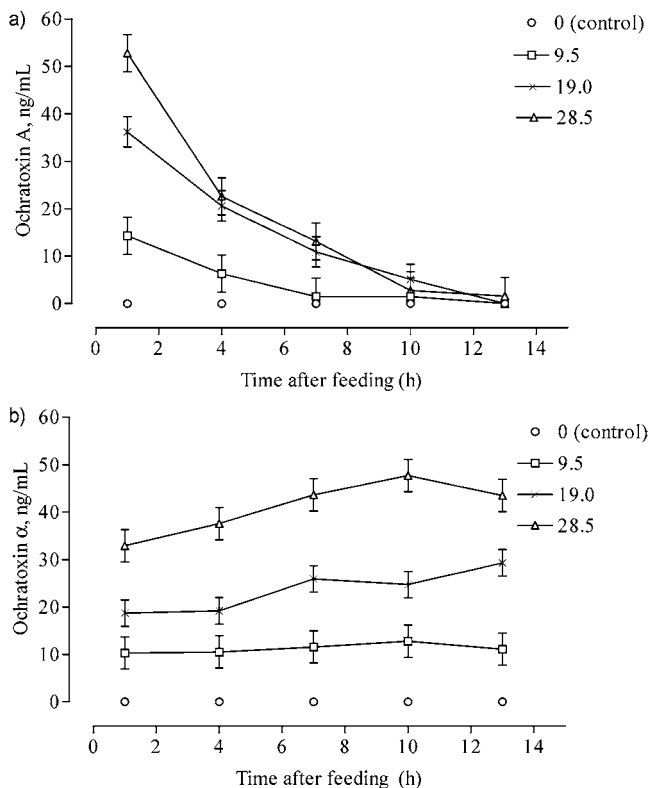 a)
60
50
40
30
20
10
0
Ochratoxin A, ng/mL
0 (control)
9.5
19.0
28.5
0 2 4 6 8 10 12 14
Time after feeding (h)
b)
60
50
40
30
20
10
0
Ochratoxin α, ng/mL
0 (control)
9.5
19.0
28.5
0 2 4 6 8 10 12 14
Time after feeding (h)